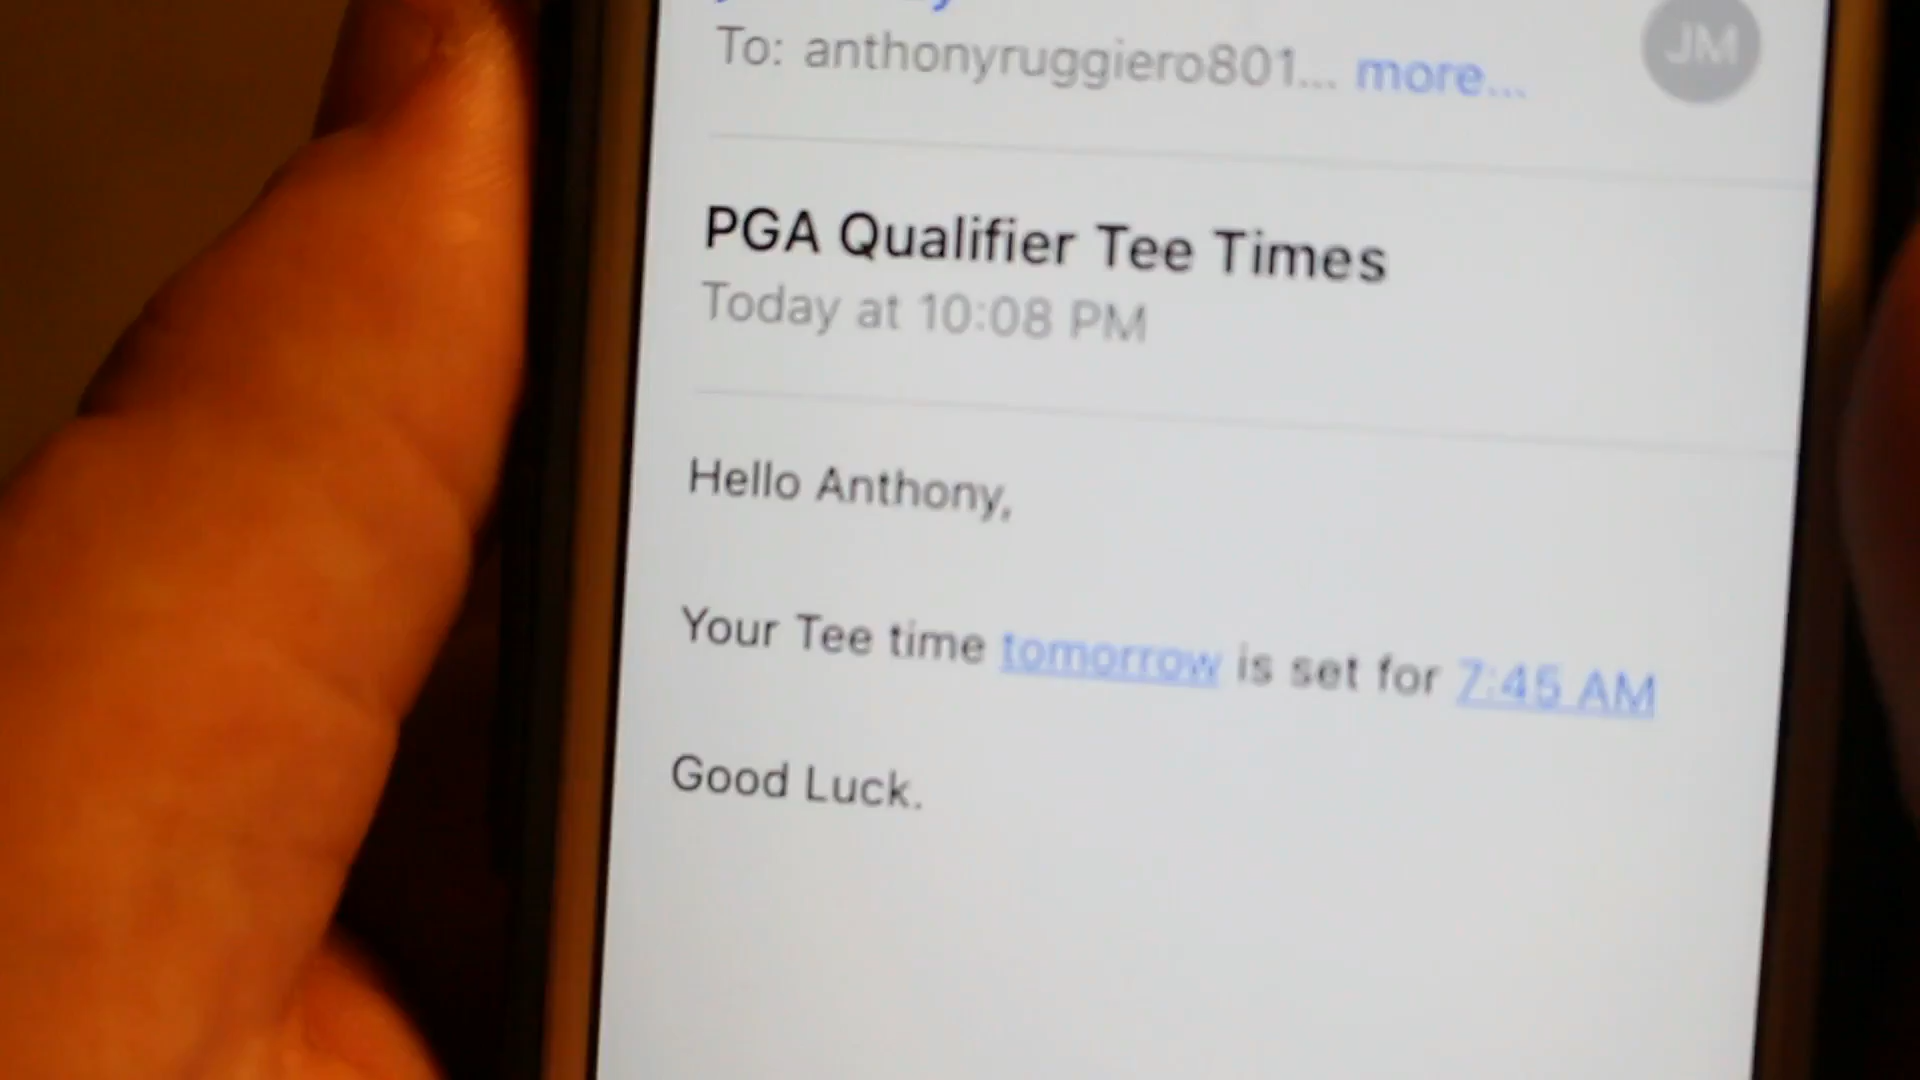 To: anthonyruggiero801... more...
JM
PGA Qualifier Tee Times
Today at 10:08 PM
Hello Anthony,
Your Tee time tomorrow is set for 7:45 AM
Good Luck.